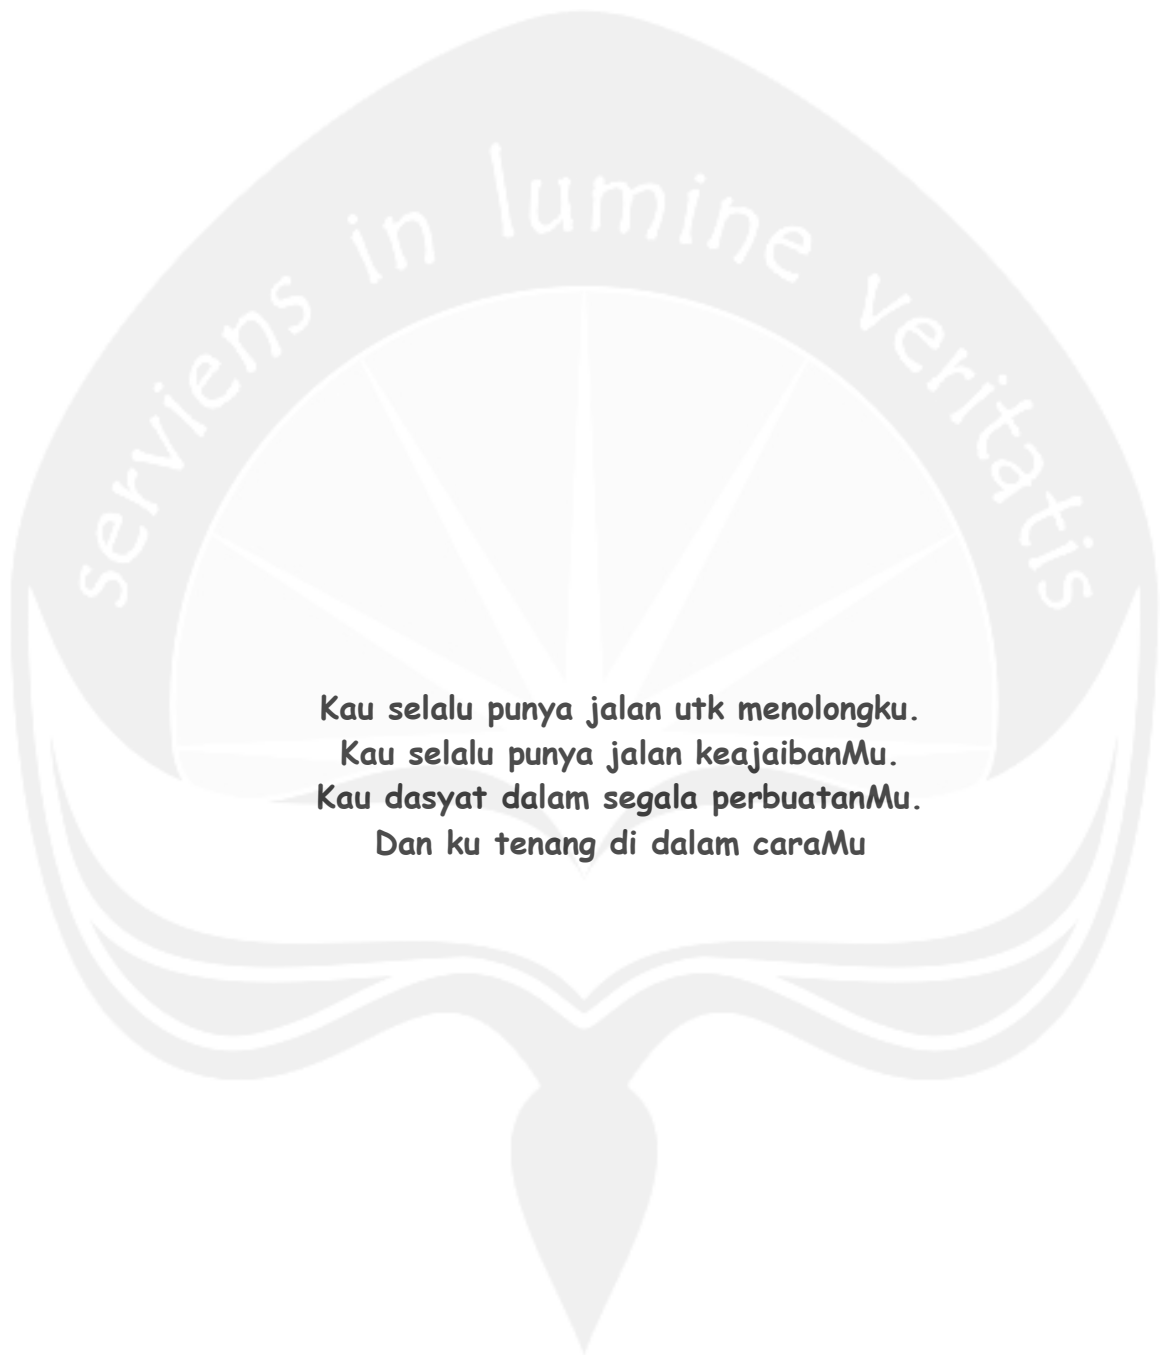 serviens in lumine veritatis
Kau selalu punya jalan utk menolongku.
Kau selalu punya jalan keajaibanMu.
Kau dasyat dalam segala perbuatanMu.
Dan ku tenang di dalam caraMu